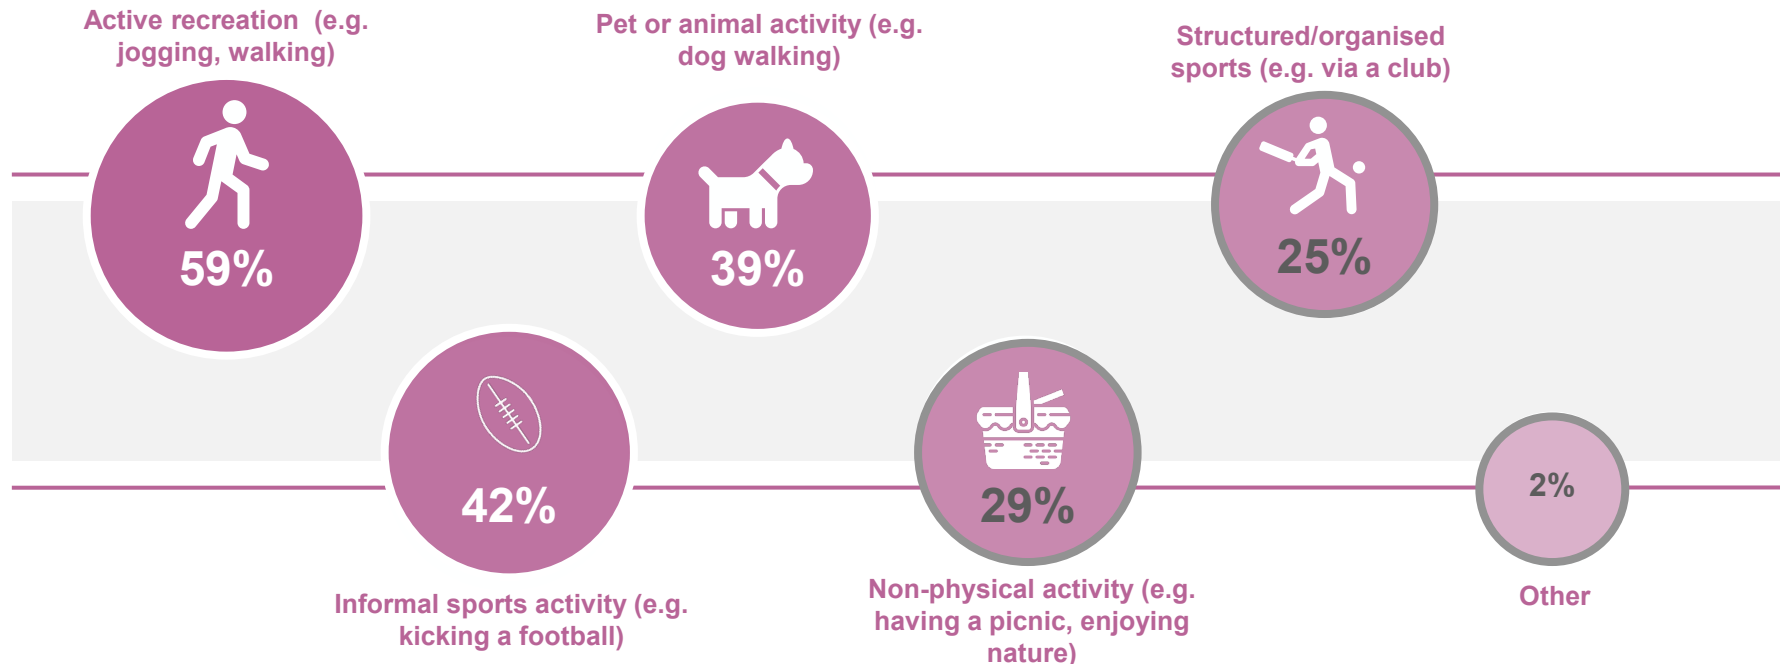 Active recreation  (e.g.
jogging, walking)
59%
Informal sports activity (e.g.
kicking a football)
42%
Pet or animal activity (e.g.
dog walking)
39%
Non-physical activity (e.g.
having a picnic, enjoying
nature)
29%
Structured/organised
sports (e.g. via a club)
25%
Other
2%